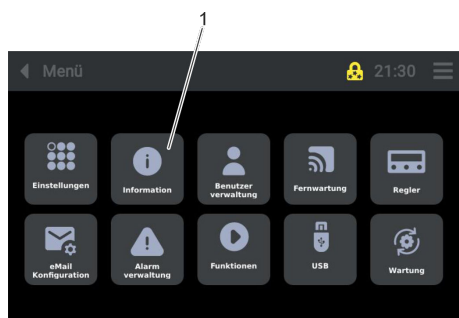 1
Menü 21:30
Einstellungen Information Benutzer verwaltung Fernwartung Regler
eMail Konfiguration Alarm verwaltung Funktionen USB Wartung